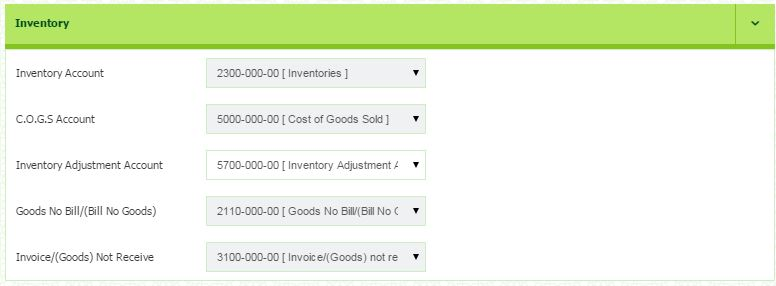 Inventory
Inventory Account 2300-000-00 [ Inventories ]
C.O.G.S Account 5000-000-00 [ Cost of Goods Sold ]
Inventory Adjustment Account 5700-000-00 [ Inventory Adjustment A
Goods No Bill/(Bill No Goods) 2110-000-00 [ Goods No Bill/(Bill No G
Invoice/(Goods) Not Receive 3100-000-00 [ Invoice/(Goods) not re